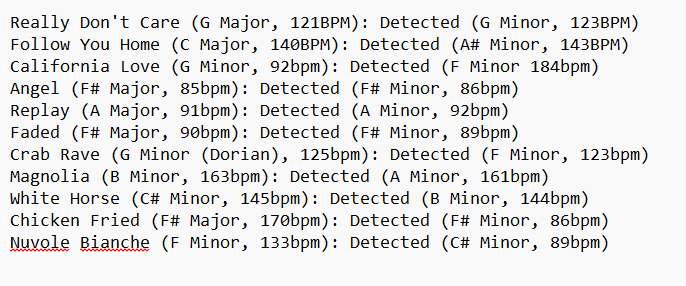 Really Don't Care (G Major, 121BPM): Detected (G Minor, 123BPM)
Follow You Home (C Major, 140BPM): Detected (A# Minor, 143BPM)
California Love (G Minor, 92bpm): Detected (F Minor 184bpm)
Angel (F# Major, 85bpm): Detected (F# Minor, 86bpm)
Replay (A Major, 91bpm): Detected (A Minor, 92bpm)
Faded (F# Major, 90bpm): Detected (F# Minor, 89bpm)
Crab Rave (G Minor (Dorian), 125bpm): Detected (F Minor, 123bpm)
Magnolia (B Minor, 163bpm): Detected (A Minor, 161bpm)
White Horse (C# Minor, 145bpm): Detected (B Minor, 144bpm)
Chicken Fried (F# Major, 170bpm): Detected (F# Minor, 86bpm)
Nuvole Bianche (F Minor, 133bpm): Detected (C# Minor, 89bpm)